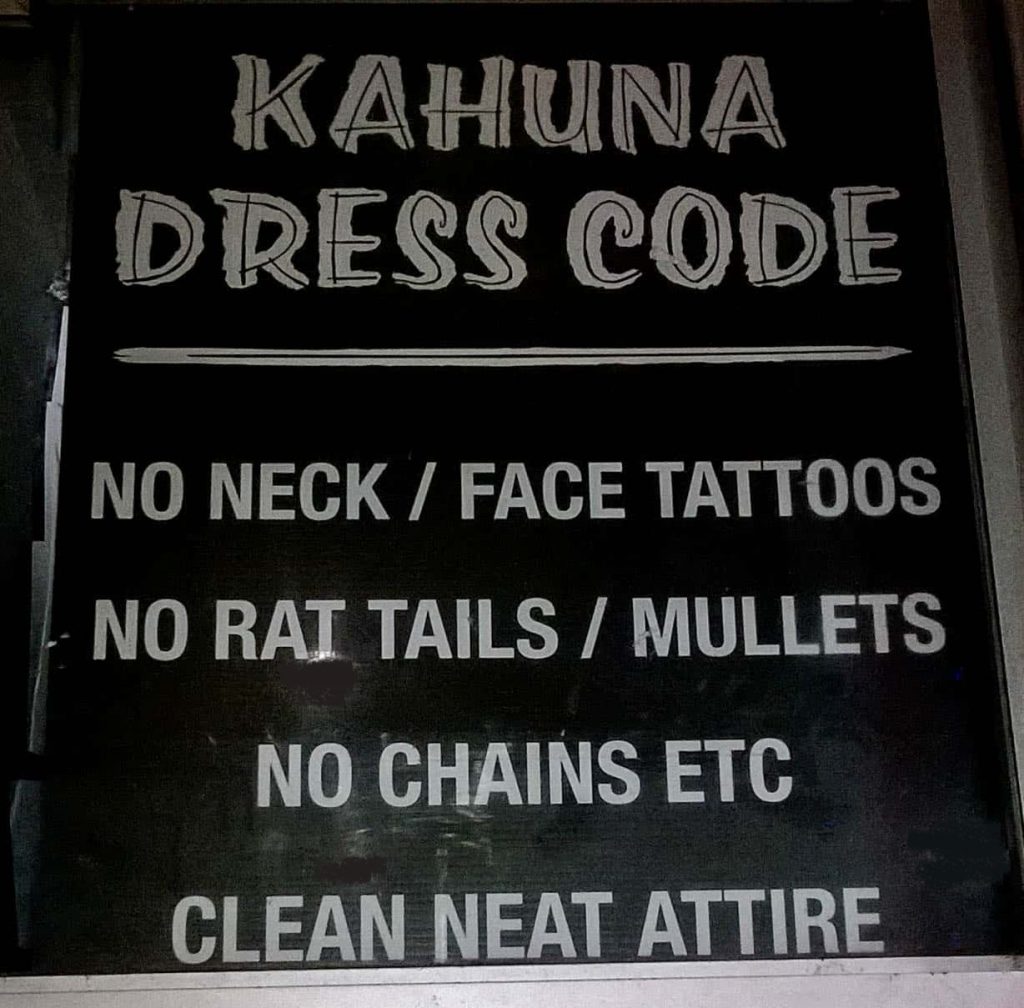 KAHUNA
DRESS CODE
NO NECK / FACE TATTOOS
NO RAT TAILS / MULLETS
NO CHAINS ETC
CLEAN NEAT ATTIRE